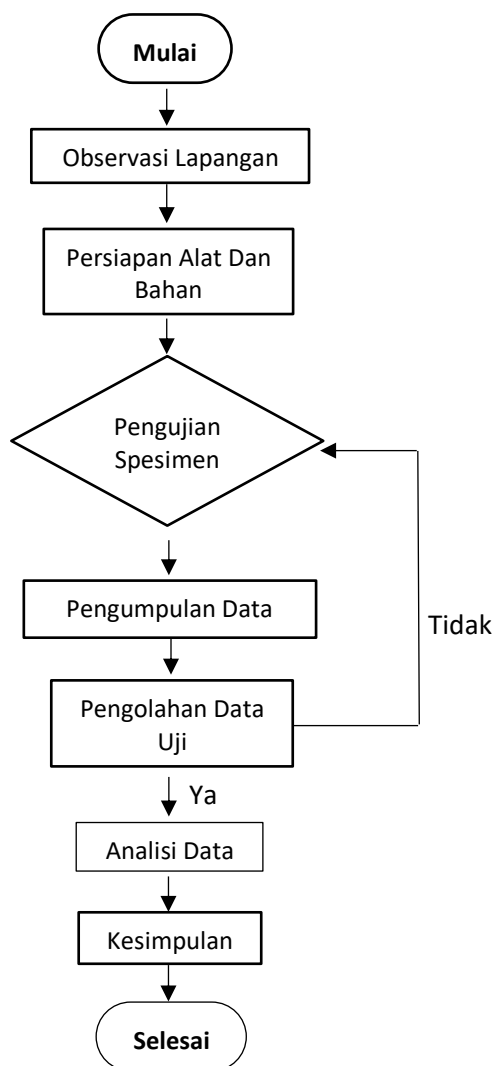 Mulai
Observasi Lapangan
Persiapan Alat Dan
Bahan
Pengujian
Spesimen
Pengumpulan Data
Tidak
Pengolahan Data
Uji
Ya
Analisi Data
Kesimpulan
Selesai